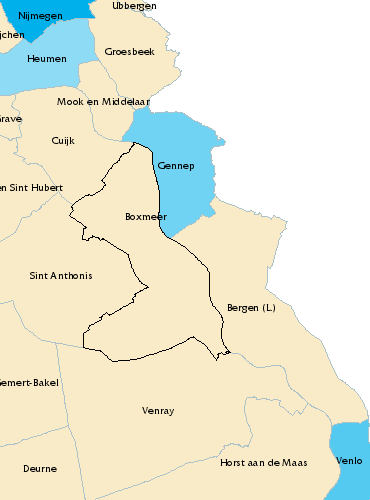 Ubbergen
Nijmegen
jchen
Groesbeek
Heumen
Mook en Middelaar
Grave
Cuijk
Gennep
en Sint Hubert
Boxmeer
Sint Anthonis
Bergen (L.)
Gemert-Bakel
Venray
Horst aan de Maas
Venlo
Deurne